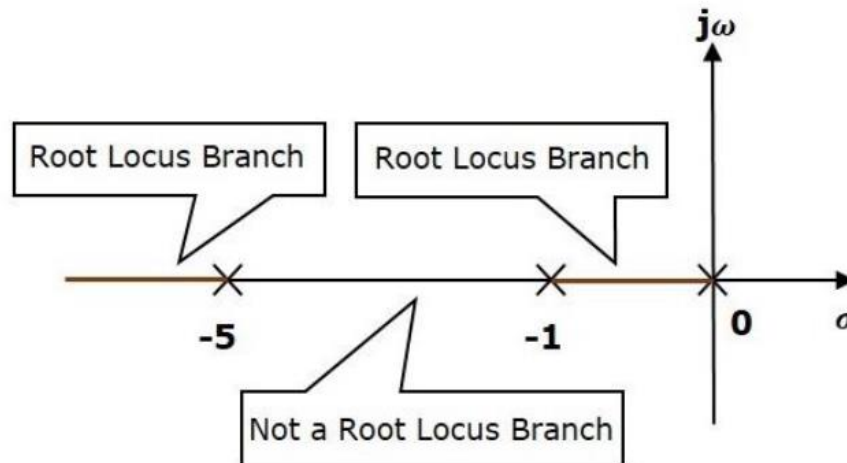 jω
Root Locus Branch
Root Locus Branch
-5
-1
0
σ
Not a Root Locus Branch